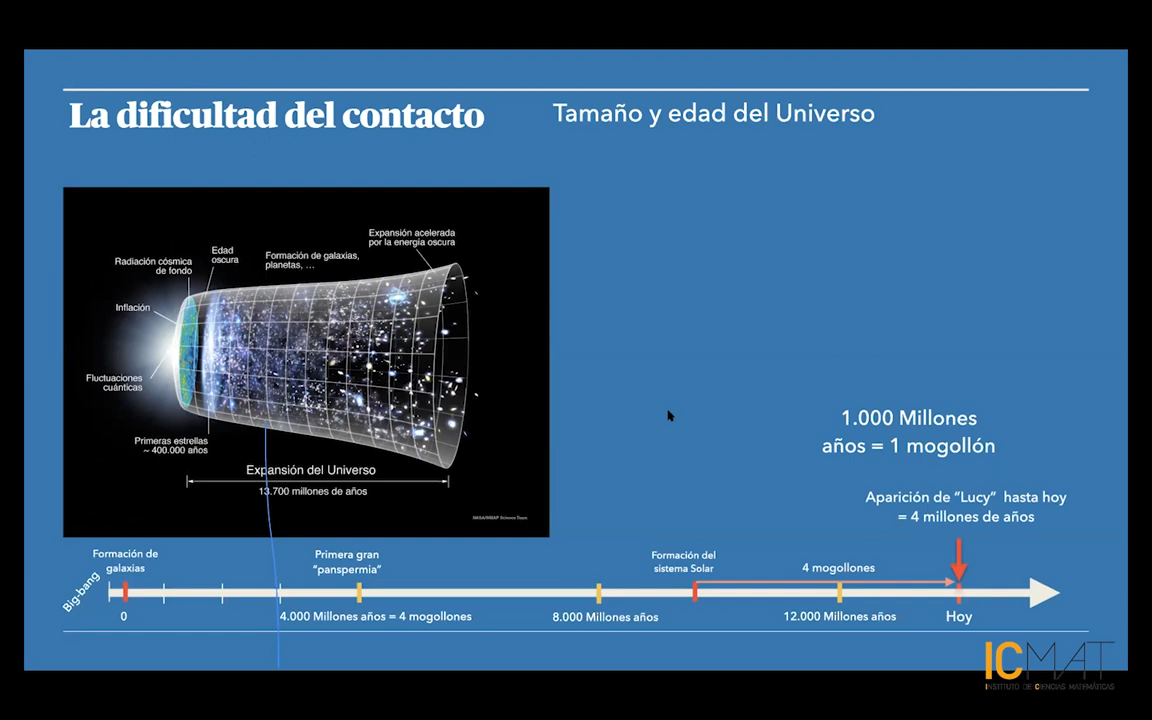 La dificultad del contacto
Tamaño y edad del Universo
Expansión acelerada
por la energía oscura
Edad
oscura
Formación de galaxias,
planetas, ...
Radiación cósmica
de fondo
Inflación
Fluctuaciones
cuánticas
Primeras estrellas
~ 400.000 años
Expansión del Universo
13.700 millones de años
NASA/WMAP Science Team
1.000 Millones
años = 1 mogollón
Aparición de “Lucy” hasta hoy
= 4 millones de años
Big-bang
Formación de
galaxias
Primera gran
“panspermia”
Formación del
sistema Solar
4 mogollones
0
4.000 Millones años = 4 mogollones
8.000 Millones años
12.000 Millones años
Hoy
ICMAT
INSTITUTO DE CIENCIAS MATEMÁTICAS